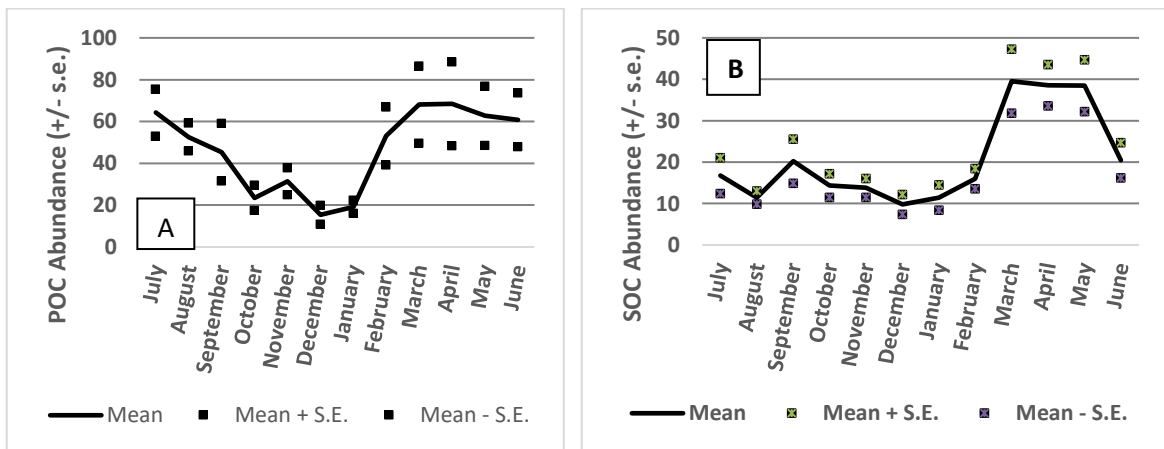 POC Abundance (+/- s.e.)
100
80
60
40
20
0
A
July
August
September
October
November
December
January
February
March
April
May
June
Mean
Mean + S.E.
Mean - S.E.
SOC Abundance (+/- s.e.)
50
40
30
20
10
0
B
July
August
September
October
November
December
January
February
March
April
May
June
Mean
Mean + S.E.
Mean - S.E.